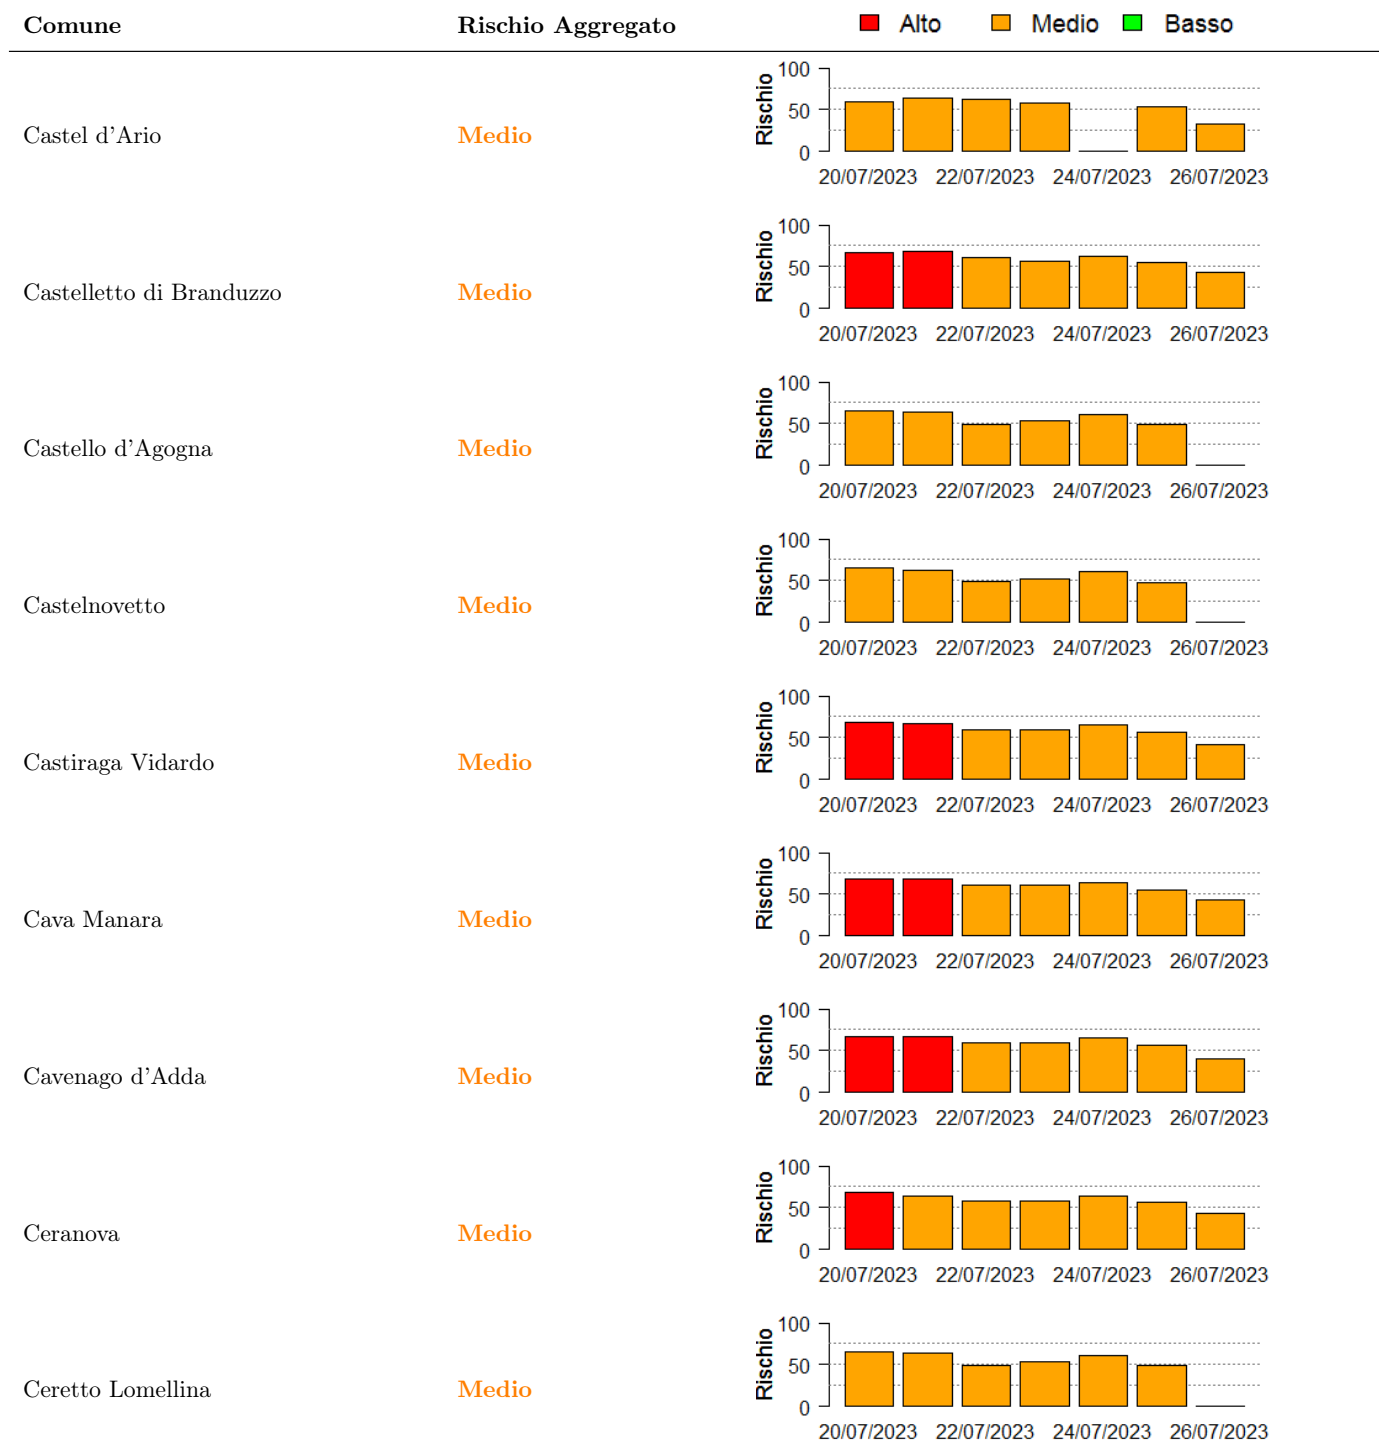 Comune Rischio Aggregato Alto Medio Basso
100
50
0
Rischio
Castel d'Ario Medio
20/07/2023 22/07/2023 24/07/2023 26/07/2023
100
50
0
Rischio
Castelletto di Branduzzo Medio
20/07/2023 22/07/2023 24/07/2023 26/07/2023
100
50
0
Rischio
Castello d'Agogna Medio
20/07/2023 22/07/2023 24/07/2023 26/07/2023
100
50
0
Rischio
Castelnovetto Medio
20/07/2023 22/07/2023 24/07/2023 26/07/2023
100
50
0
Rischio
Castiraga Vidardo Medio
20/07/2023 22/07/2023 24/07/2023 26/07/2023
100
50
0
Rischio
Cava Manara Medio
20/07/2023 22/07/2023 24/07/2023 26/07/2023
100
50
0
Rischio
Cavenago d'Adda Medio
20/07/2023 22/07/2023 24/07/2023 26/07/2023
100
50
0
Rischio
Ceranova Medio
20/07/2023 22/07/2023 24/07/2023 26/07/2023
100
50
0
Rischio
Ceretto Lomellina Medio
20/07/2023 22/07/2023 24/07/2023 26/07/2023